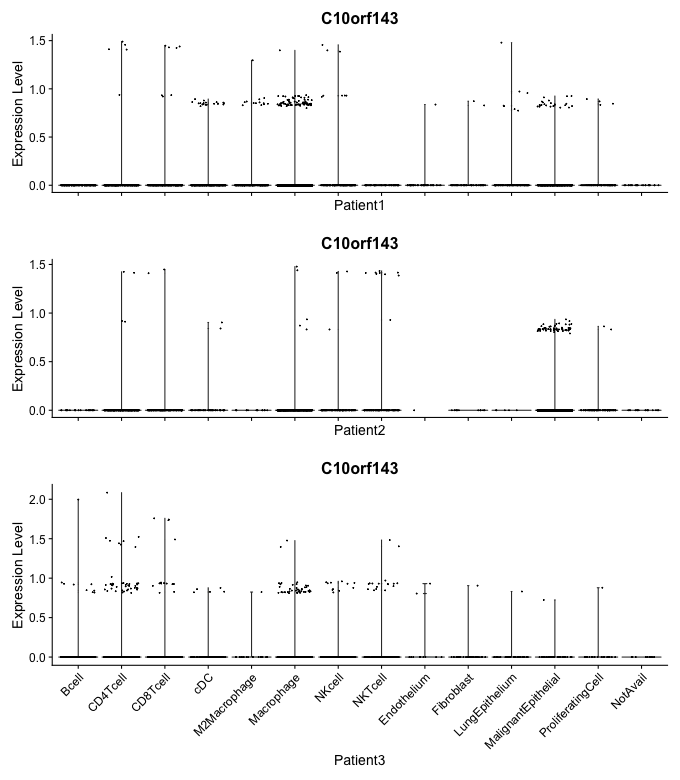 C10orf143
Expression Level
1.5
1.0
0.5
0.0
Patient1
C10orf143
Expression Level
1.5
1.0
0.5
0.0
Patient2
C10orf143
Expression Level
2.0
1.5
1.0
0.5
0.0
Bcell
CD4Tcell
CD8Tcell
cDC
M2Macrophage
Macrophage
NKcell
NKTcell
Endothelium
Fibroblast
LungEpithelium
MalignantEpithelial
ProliferatingCell
NotAvail
Patient3